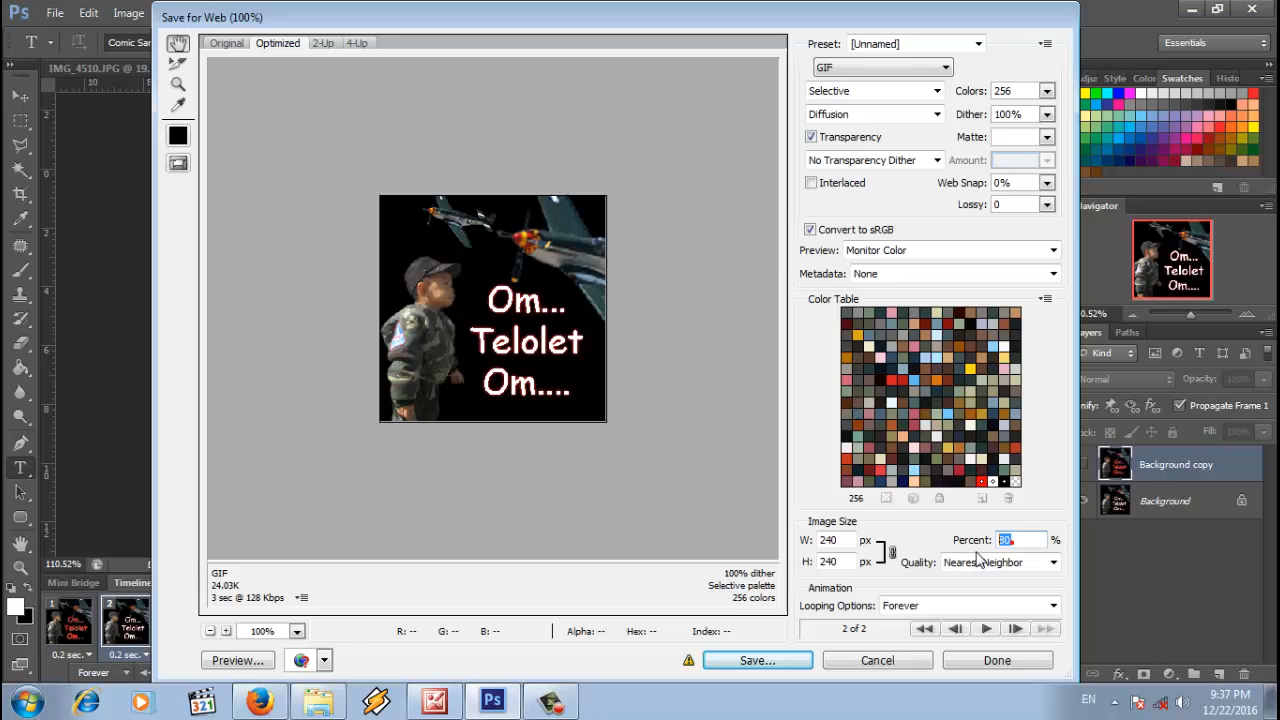 Ps File Edit Image
Save for Web (100%)
Essentials
T Comic San
IMG_4510.JPG @ 19.
Original Optimized 2-Up 4-Up
Preset: [Unnamed]
GIF
Selective Colors: 256
Diffusion Dither: 100%
Transparency Matte:
No Transparency Dither Amount:
Interlaced Web Snap: 0%
Lossy: 0
Convert to sRGB
Preview: Monitor Color
Metadata: None
Color Table
256
Image Size
W: 240 px Percent: %
H: 240 px Quality: Nearest Neighbor
Animation
Looping Options: Forever
2 of 2
Om...
Telolet
Om....
GIF
24.03K
3 sec @ 128 Kbps
100% dither
Selective palette
256 colors
100% R: -- G: -- B: -- Alpha: -- Hex: -- Index: --
Preview... Save... Cancel Done
Style Swatches Histo
Navigator
Om...
Telolet
Om....
Paths
Kind
Normal Opacity: 100%
Propagate Frame 1
Fill: 100%
Background copy
Background
110.52%
Mini Bridge Timeline
1 2
0.2 sec. 0.2 sec.
Forever
EN 9:37 PM
12/22/2016